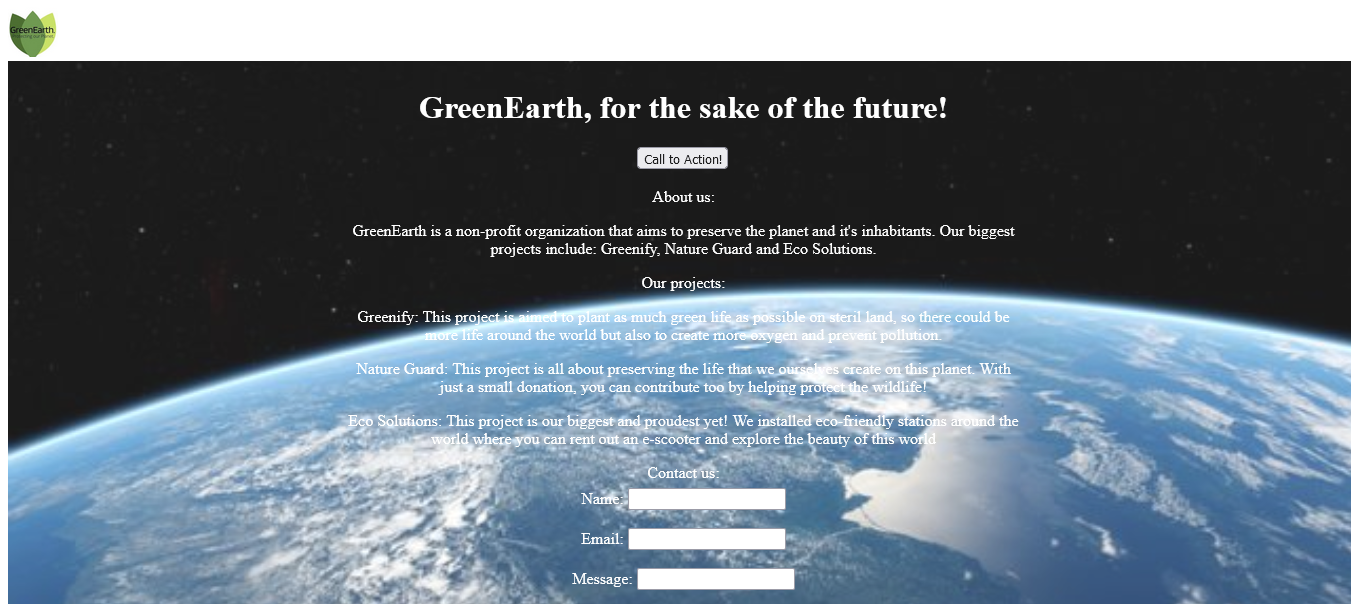 GreenEarth.
GreenEarth, for the sake of the future!
Call to Action!
About us:
GreenEarth is a non-profit organization that aims to preserve the planet and it's inhabitants. Our biggest
projects include: Greenify, Nature Guard and Eco Solutions.
Our projects:
Greenify: This project is aimed to plant as much green life as possible on steril land, so there could be
more life around the world but also to create more oxygen and prevent pollution.
Nature Guard: This project is all about preserving the life that we ourselves create on this planet. With
just a small donation, you can contribute too by helping protect the wildlife!
Eco Solutions: This project is our biggest and proudest yet! We installed eco-friendly stations around the
world where you can rent out an e-scooter and explore the beauty of this world
Contact us:
Name:
Email:
Message: